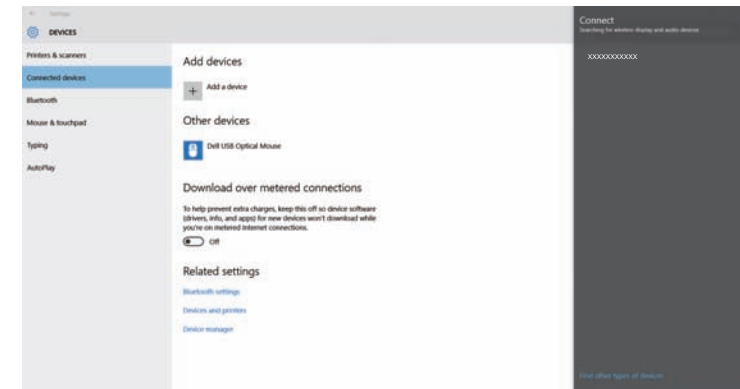 Settings
DEVICES
Printers & scanners
Connected devices
Bluetooth
Mouse & touchpad
Typing
AutoPlay
Add devices
Add a device
Other devices
Dell USB Optical Mouse
Download over metered connections
To help prevent extra charges, keep this off so device software
(drivers, info, and apps) for new devices won't download while
you're on metered Internet connections.
Off
Related settings
Bluetooth settings
Devices and printers
Device manager
Connect
Searching for wireless display and audio devices
xxxxxxxxxxx
Find other types of devices